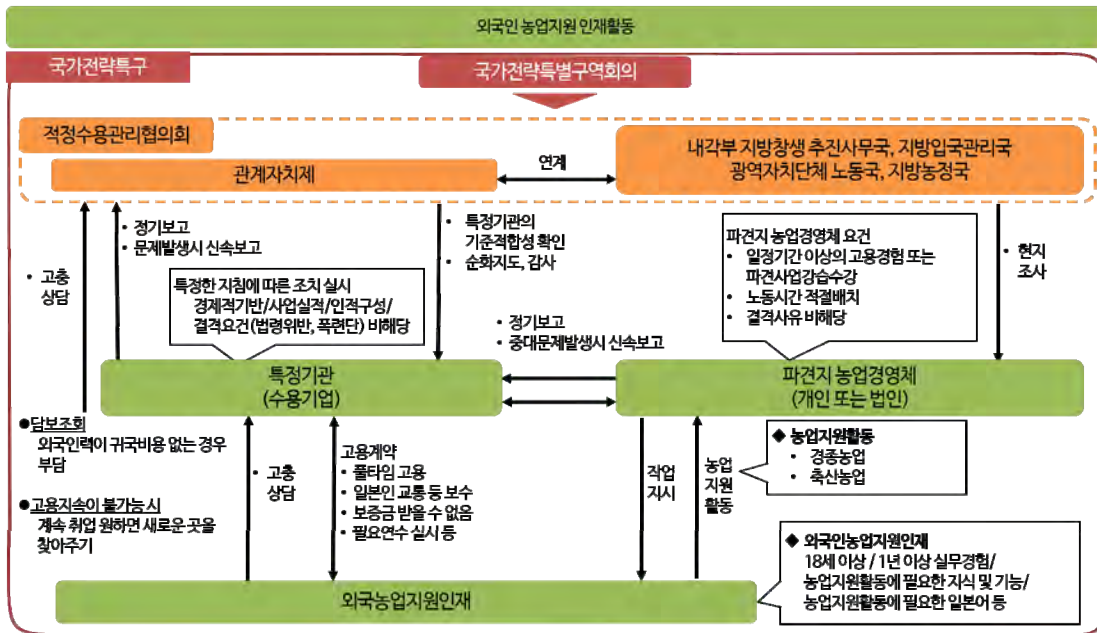 외국인 농업지원 인재활동
국가전략특구
국가전략특별구역회의
적정수용관리협의회
관계자치제
연계
내각부 지방창생 추진사무국, 지방입국관리국
광역자치단체 노동국, 지방농정국
• 고충
상담
• 정기보고
• 문제발생시 신속보고
• 특정기관의
기준적합성 확인
• 순화지도, 감사
특정한 지침에 따른 조치 실시
경제적기반/사업실적/인적구성/
결격요건(법령위반, 폭련단) 비해당
파견지 농업경영체 요건
• 일정기간 이상의 고용경험 또는
파견사업강습수강
• 노동시간 적절배치
• 결격사유 비해당
• 현지
조사
• 정기보고
• 중대문제발생시 신속보고
특정기관
(수용기업)
파견지 농업경영체
(개인 또는 법인)
●담보조회
외국인력이 귀국비용 없는 경우
부담
●고용지속이 불가능 시
계속 취업 원하면 새로운 곳을
찾아주기
• 고충
상담
고용계약
• 풀타임 고용
• 일본인 교통 등 보수
• 보증금 받을 수 없음
• 필요연수 실시 등
작업
지시
농업
지원
활동
◆ 농업지원활동
• 경종농업
• 축산농업
◆ 외국인농업지원인재
18세 이상 / 1년 이상 실무경험/
농업지원활동에 필요한 지식 및 기능/
농업지원활동에 필요한 일본어 등
외국농업지원인재